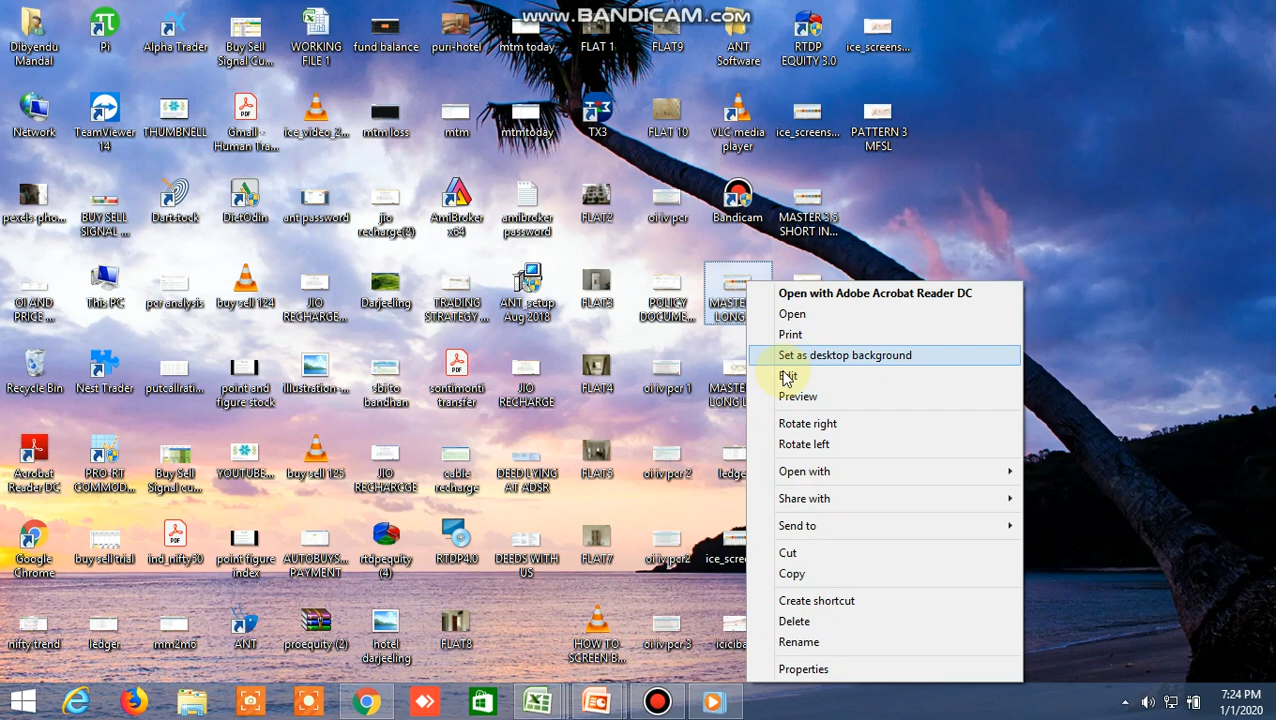 www.BANDICAM.com
Dibyendu
Mandal
Pi
Alpha Trader
Buy Sell
Signal Cu...
WORKING
FILE 1
fund balance
puri-hotel
mtm today
FLAT 1
FLAT9
ANT
Software
RTDP
EQUITY 3.0
ice_screens...
Network
TeamViewer
14
THUMBNELL
Gmail -
Human Tra...
ice_video_2...
mtm loss
mtm
mtmtoday
TX3
FLAT 10
VLC media
player
ice_screens...
PATTERN 3
MFSL
pexels-pho...
BUY SELL
SIGNAL ...
Dartstock
DietOdin
ant password
jio
recharge(3)
AmiBroker
x64
amibroker
password
FLAT2
oi iv pcr
Bandicam
MASTER 3,5
SHORT IN...
OI AND
PRICE ...
This PC
pcr analysis
buy sell 124
JIO
RECHARGE...
Darjeeling
TRADING
STRATEGY ...
ANT_setup
Aug 2018
FLAT3
POLICY
DOCUME...
Recycle Bin
Nest Trader
putcallrati...
point and
figure stock
illustration-...
sbi to
bandhan
sontimonti
transfer
JIO
RECHARGE
FLAT4
oi iv pcr 1
Acrobat
Reader DC
PRO-RT
COMMOD...
Buy Sell
Signal cu...
YOUTUBE...
buy sell 125
JIO
RECHARCGE
cable
recharge
DEED LYING
AT ADSR
FLAT5
oi iv pcr 2
Google
Chrome
buy sell trial
ind_nifty50
point figure
index
AUTOBUYS...
PAYMENT
rtdpequity
(4)
RTDP4.0
DEEDS WITH
US
FLAT7
oi iv pcr2
nifty trend
ledger
mm2m6
ANT
proequity (2)
hotel
darjeeling
FLAT8
HOW TO
SCREEN B...
oi iv pcr 3
Open with Adobe Acrobat Reader DC
Open
Print
Set as desktop background
Edit
Preview
Rotate right
Rotate left
Open with
Share with
Send to
Cut
Copy
Create shortcut
Delete
Rename
Properties
7:24 PM
1/1/2020